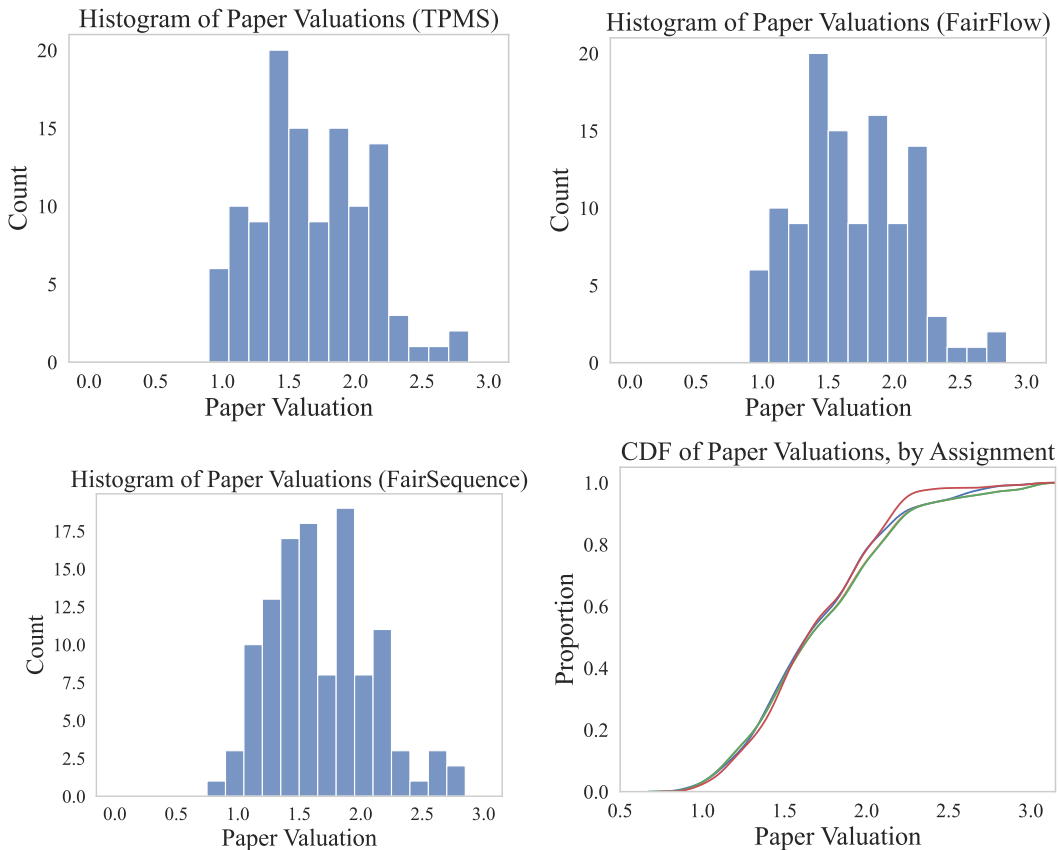 Histogram of Paper Valuations (TPMS)
20
15
10
5
0
Count
0.0 0.5 1.0 1.5 2.0 2.5 3.0
Paper Valuation
Histogram of Paper Valuations (FairFlow)
20
15
10
5
0
Count
0.0 0.5 1.0 1.5 2.0 2.5 3.0
Paper Valuation
Histogram of Paper Valuations (FairSequence)
17.5
15.0
12.5
10.0
7.5
5.0
2.5
0.0
Count
0.0 0.5 1.0 1.5 2.0 2.5 3.0
Paper Valuation
CDF of Paper Valuations, by Assignment
1.0
0.8
0.6
0.4
0.2
0.0
Proportion
0.5 1.0 1.5 2.0 2.5 3.0
Paper Valuation